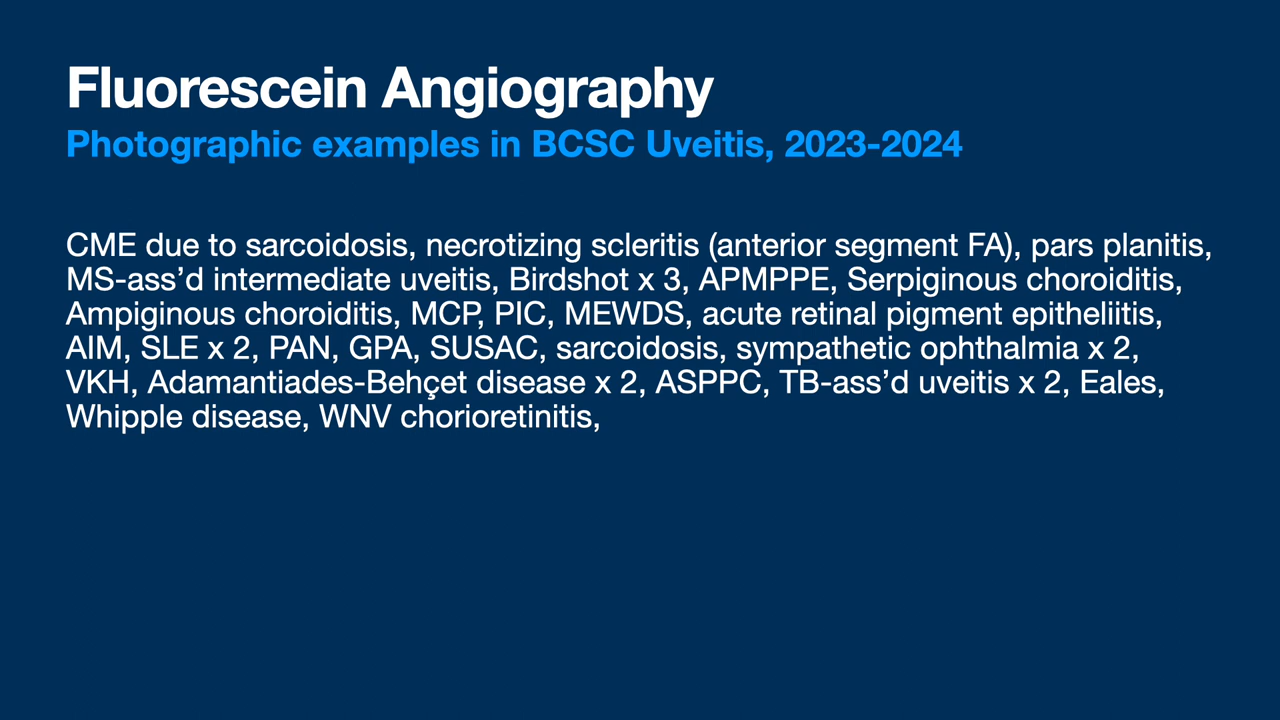 Fluorescein Angiography
Photographic examples in BCSC Uveitis, 2023-2024
CME due to sarcoidosis, necrotizing scleritis (anterior segment FA), pars planitis,
MS-ass’d intermediate uveitis, Birdshot x 3, APMPPE, Serpiginous choroiditis,
Ampiginous choroiditis, MCP, PIC, MEWDS, acute retinal pigment epitheliitis,
AIM, SLE x 2, PAN, GPA, SUSAC, sarcoidosis, sympathetic ophthalmia x 2,
VKH, Adamantiades-Behçet disease x 2, ASPPC, TB-ass’d uveitis x 2, Eales,
Whipple disease, WNV chorioretinitis,